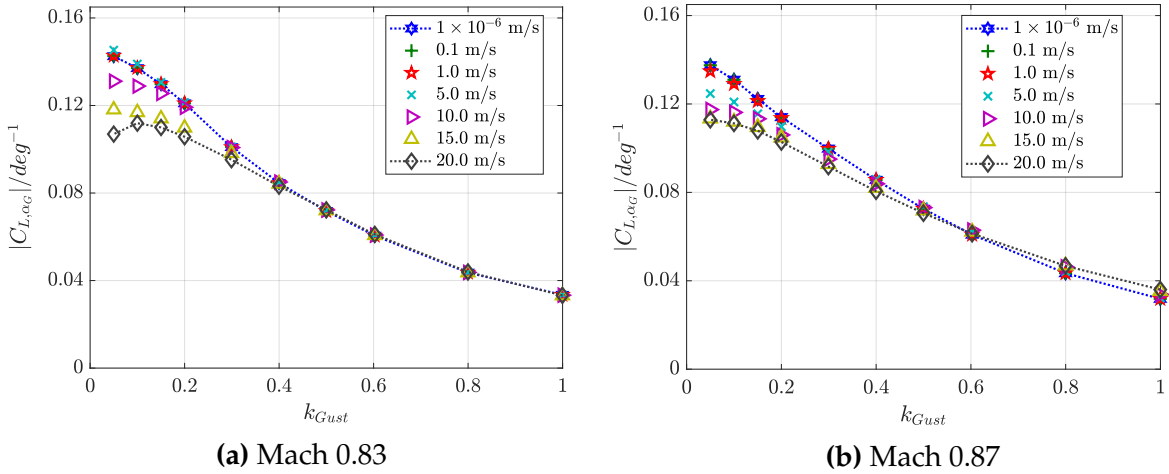 0.16
0.12
0.08
0.04
0
|C_{L,α_G}|/deg⁻¹
1 × 10⁻⁶ m/s
0.1 m/s
1.0 m/s
5.0 m/s
10.0 m/s
15.0 m/s
20.0 m/s
0 0.2 0.4 0.6 0.8 1
k_{Gust}
(a) Mach 0.83
0.16
0.12
0.08
0.04
0
|C_{L,α_G}|/deg⁻¹
1 × 10⁻⁶ m/s
0.1 m/s
1.0 m/s
5.0 m/s
10.0 m/s
15.0 m/s
20.0 m/s
0 0.2 0.4 0.6 0.8 1
k_{Gust}
(b) Mach 0.87